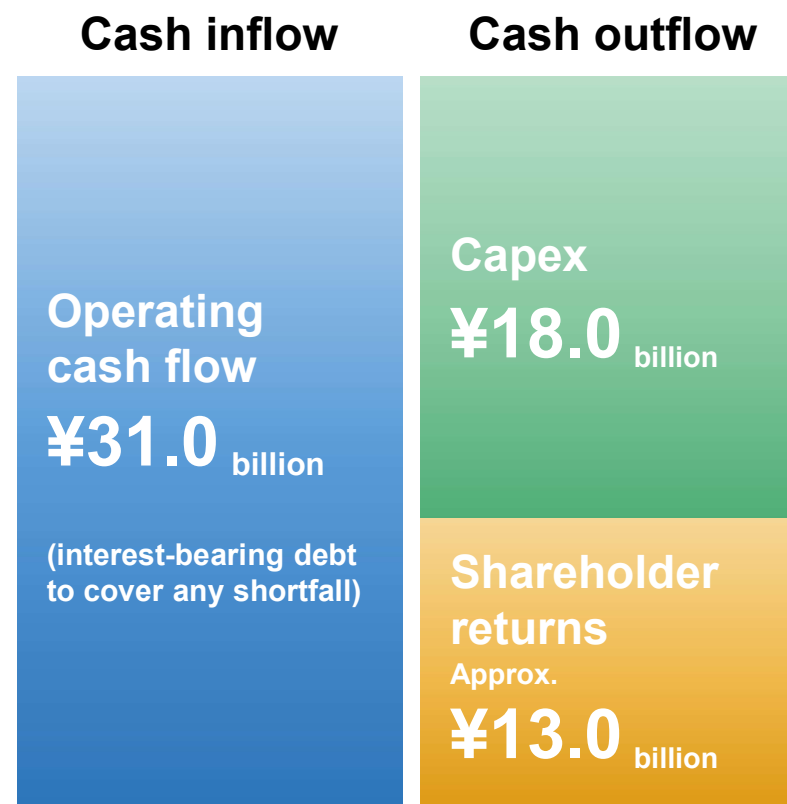 Cash inflow
Cash outflow
Operating
cash flow
¥31.0 billion
(interest-bearing debt
to cover any shortfall)
Capex
¥18.0 billion
Shareholder
returns
Approx.
¥13.0 billion